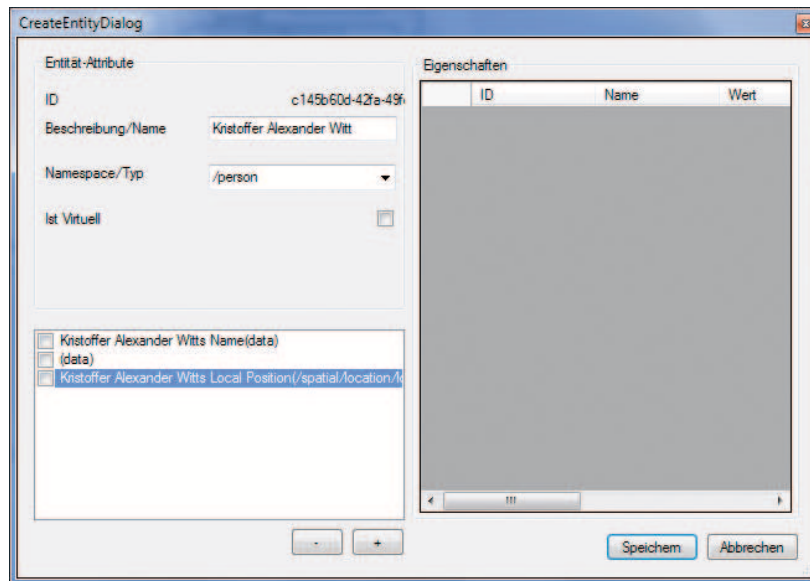 CreateEntityDialog
Entität-Attribute
ID c145b60d-42fa-49f
Beschreibung/Name Kristoffer Alexander Witt
Namespace/Typ /person
Ist Virtuell
Kristoffer Alexander Witts Name(data)
(data)
Kristoffer Alexander Witts Local Position(/spatial/location/
- +
Eigenschaften
ID Name Wert
Speichern Abbrechen